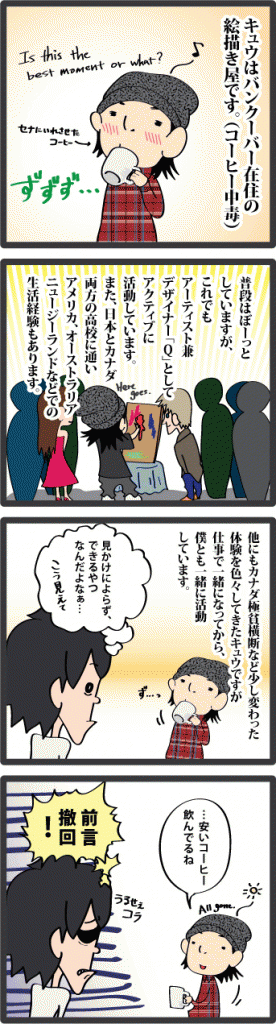 キュウはバンクーバー在住の
絵描き屋です。(コーヒー中毒)
Is this the
best moment or what?
セナにいれさせた
コーヒー
ずずず…
普段はぼーっと
していますが、
これでも
アーティスト兼
デザイナー「Q」として
アクティブに
活動しています。
また、日本とカナダ
両方の高校に通い
アメリカ、オーストラリア
ニュージーランドなどでの
生活経験もあります。
Here
goes.
他にもカナダ極貧横断など少し変わった
体験を色々してきたキュウですが
仕事で一緒になってから、
僕とも一緒に活動
しています。
見かけによらず、
できるやつ
なんだよなぁ…
こう見えて
ず…っ
…安いコーヒー
飲んでるね
All gone.
前言
撤回
!
うるせぇ
コラ